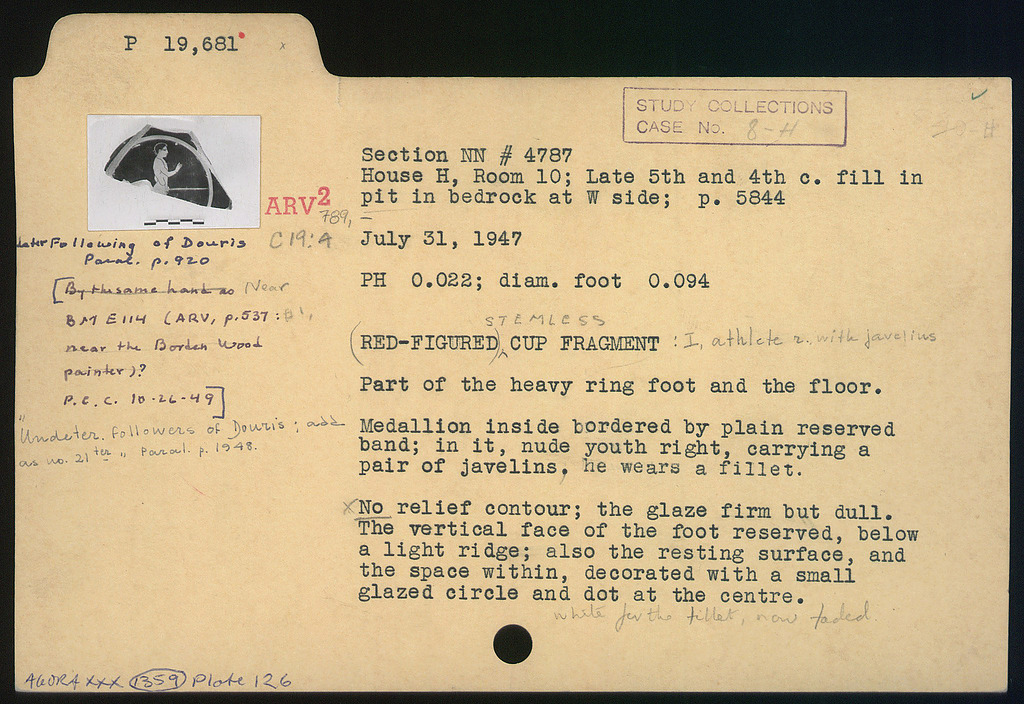 P 19,681
x
STUDY COLLECTIONS
CASE No. 8-H
Section NN # 4787
House H, Room 10; Late 5th and 4th c. fill in
pit in bedrock at W side; p. 5844
ARV2
789,
C 19:4
July 31, 1947
PH 0.022; diam. foot 0.094
STEMLESS
(RED-FIGURED) CUP FRAGMENT : I, athlete r. with javelins
Part of the heavy ring foot and the floor.
Medallion inside bordered by plain reserved
band; in it, nude youth right, carrying a
pair of javelins, he wears a fillet.
x No relief contour; the glaze firm but dull.
The vertical face of the foot reserved, below
a light ridge; also the resting surface, and
the space within, decorated with a small
glazed circle and dot at the centre.
white for the fillet, now faded.
Following of Douris
Paral. p. 920
[By the same hand as Near
BM E 114 (ARV, p. 537:
near the Borden Wood
painter)?
P.E.C. 10-26-49]
"Undeter. followers of Douris; add
as no. 21 ter " Paral. p. 1948.
AGORA XXX 1359 Plate 126